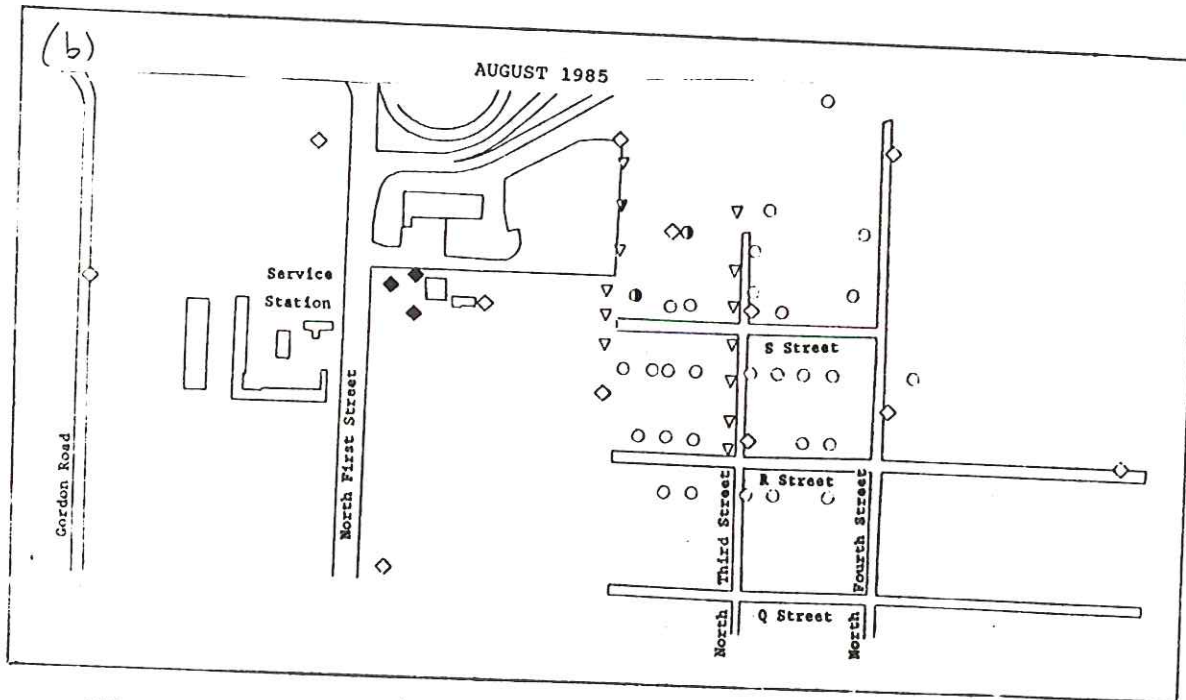 (b)
AUGUST 1985
Service
Station
S Street
R Street
Q Street
Gordon Road
North First Street
North Third Street
North Fourth Street